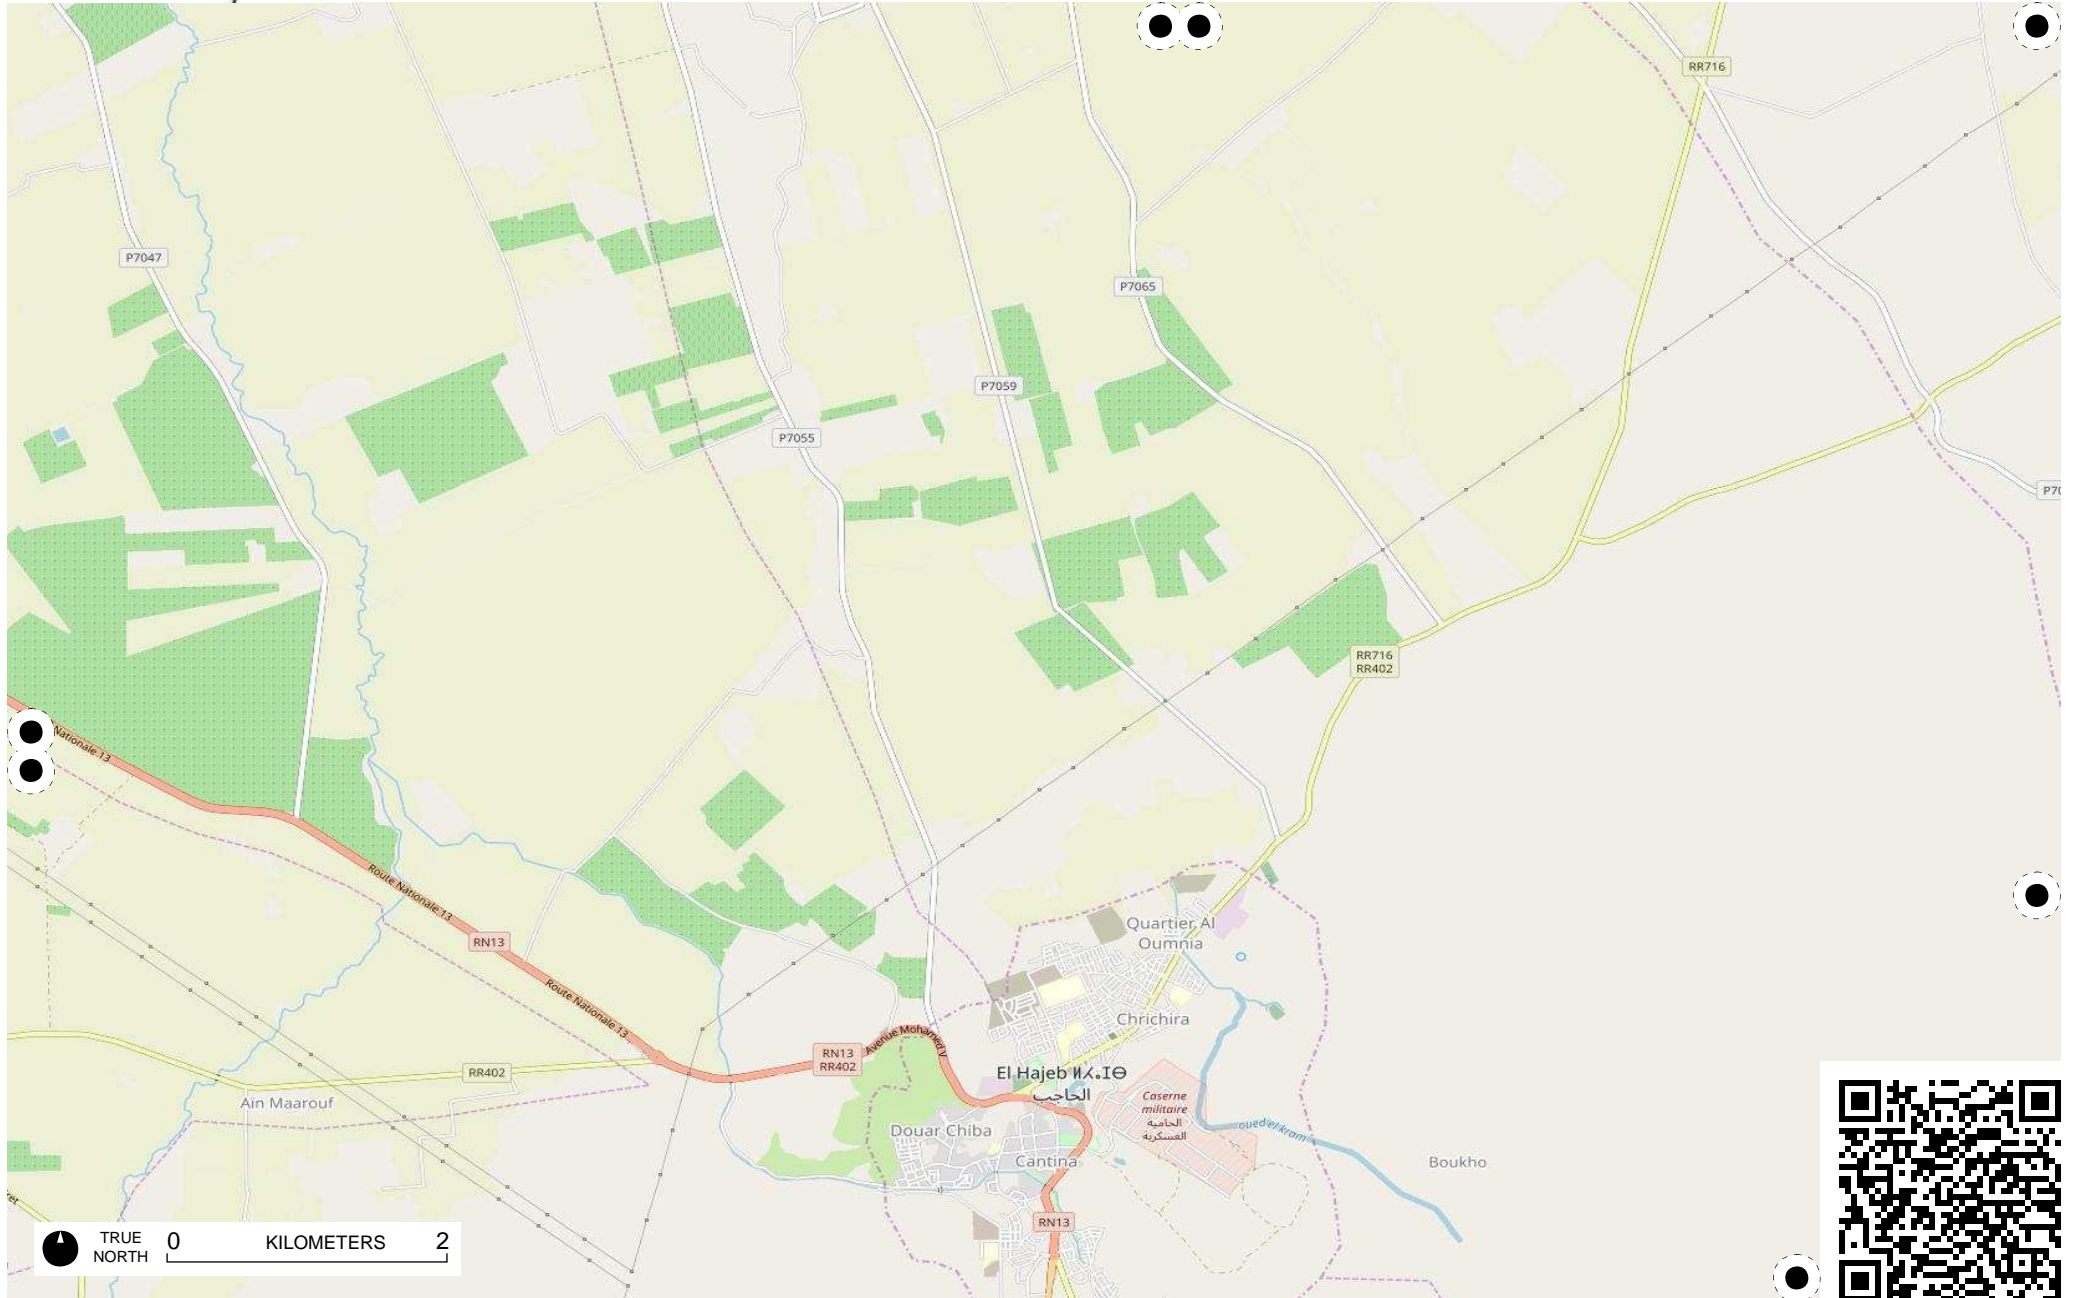 RR716
P7047
P7065
P7059
P7055
P70
RR716
RR402
Nationale 13
Route Nationale 13
RN13
Quartier Al
Oumnia
Route Nationale 13
Chrichira
Avenue Mohamed V
RN13
RR402
RR402
El Hajeb ⵍⵃⴰⵊⴱ
الحاجب
Caserne
militaire
الحامية
العسكرية
Ain Maarouf
Douar Chiba
oued el kram
Cantina
Boukho
RN13
TRUE
NORTH
0 KILOMETERS 2